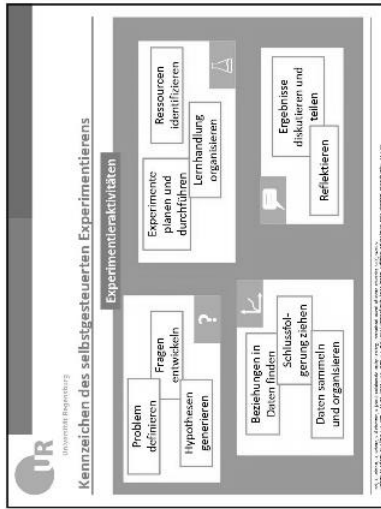 UR
Universität Regensburg
Kennzeichen des selbstgesteuerten Experimentierens
Experimentieraktivitäten
Problem
definieren
Fragen
entwickeln
Hypothesen
generieren
?
Experimente
planen und
durchführen
Ressourcen
identifizieren
Lernhandlung
organisieren
Beziehungen in
Daten finden
Schlussfol-
gerung ziehen
Daten sammeln
und organisieren
Ergebnisse
diskutieren und
teilen
Reflektieren